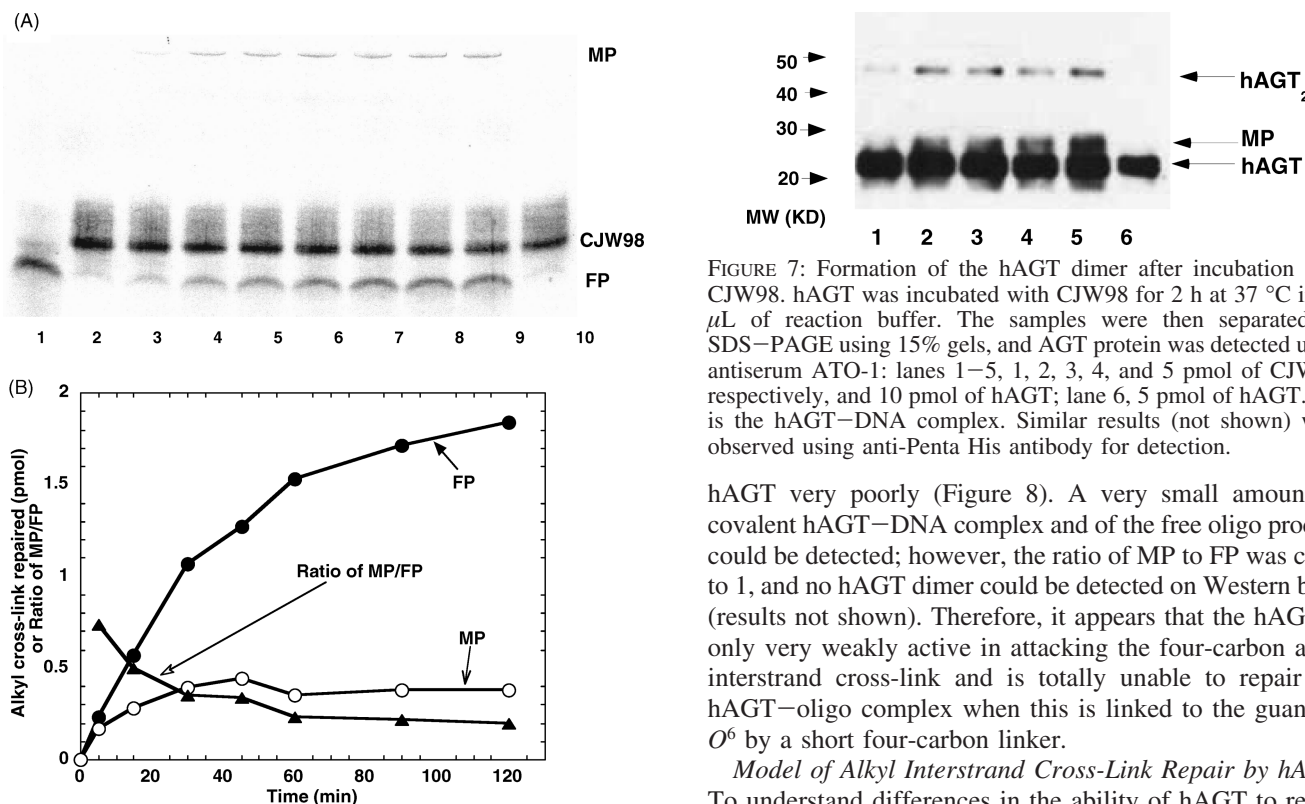 (A)
MP
CJW98
FP
1 2 3 4 5 6 7 8 9 10
(B)
2
1.5
1
0.5
0
Alkyl cross-link repaired (pmol)
or Ratio of MP/FP
FP
Ratio of MP/FP
MP
0 20 40 60 80 100 120
Time (min)
50
40
30
20
MW (KD)
hAGT2
MP
hAGT
1 2 3 4 5 6
FIGURE 7: Formation of the hAGT dimer after incubation
CJW98. hAGT was incubated with CJW98 for 2 h at 37 °C i
μL of reaction buffer. The samples were then separated
SDS−PAGE using 15% gels, and AGT protein was detected u
antiserum ATO-1: lanes 1−5, 1, 2, 3, 4, and 5 pmol of CJW
respectively, and 10 pmol of hAGT; lane 6, 5 pmol of hAGT.
is the hAGT−DNA complex. Similar results (not shown)
observed using anti-Penta His antibody for detection.
hAGT very poorly (Figure 8). A very small amoun
covalent hAGT−DNA complex and of the free oligo proc
could be detected; however, the ratio of MP to FP was c
to 1, and no hAGT dimer could be detected on Western b
(results not shown). Therefore, it appears that the hAG
only very weakly active in attacking the four-carbon a
interstrand cross-link and is totally unable to repair
hAGT−oligo complex when this is linked to the guan
O6 by a short four-carbon linker.
Model of Alkyl Interstrand Cross-Link Repair by hA
To understand differences in the ability of hAGT to re